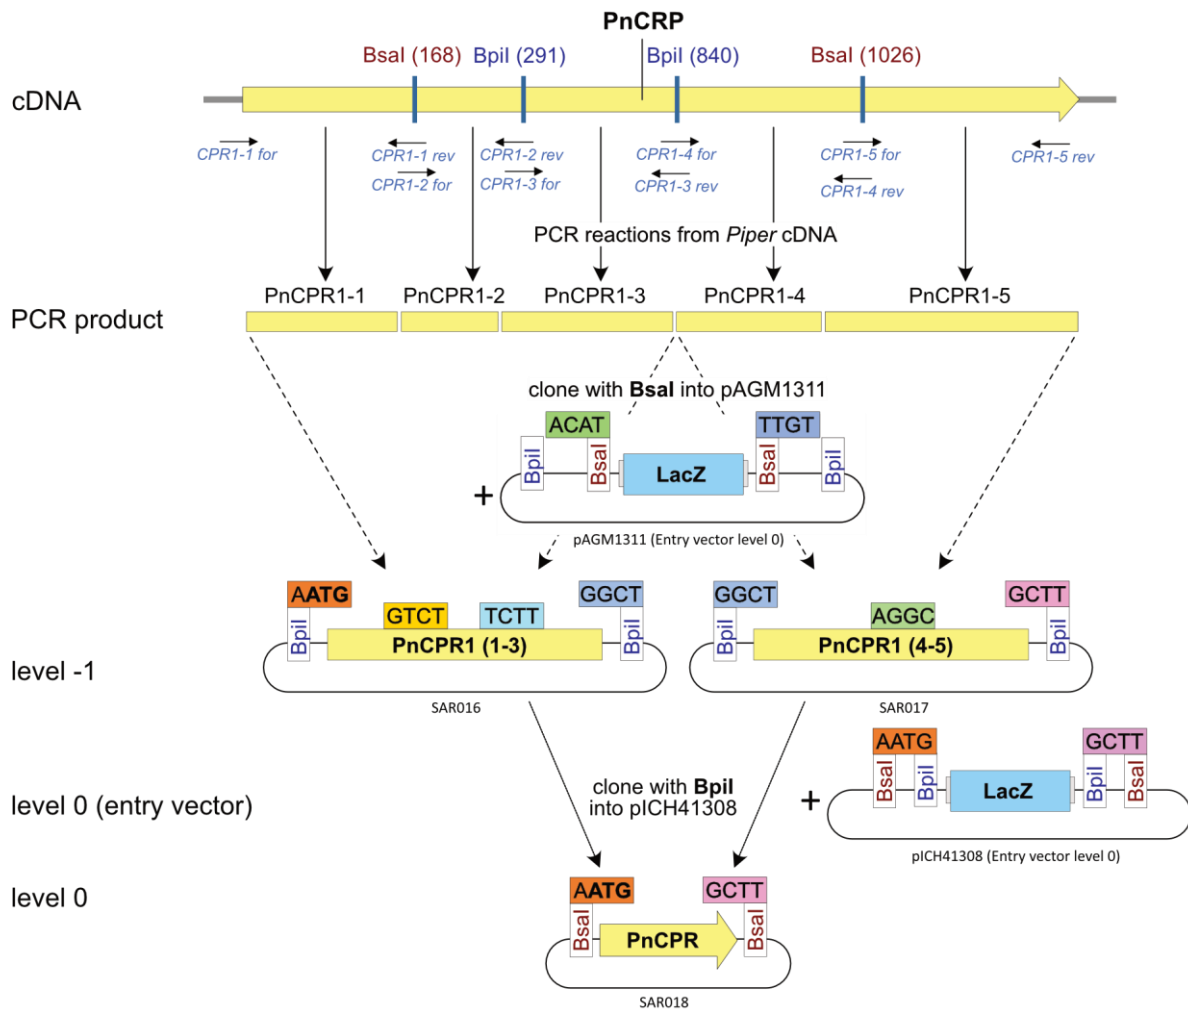 PnCRP
BsaI (168)
BpiI (291)
BpiI (840)
BsaI (1026)
cDNA
CPR1-1 for
CPR1-1 rev
CPR1-2 rev
CPR1-4 for
CPR1-5 for
CPR1-5 rev
CPR1-2 for
CPR1-3 for
CPR1-3 rev
CPR1-4 rev
PCR reactions from Piper cDNA
PnCPR1-1
PnCPR1-2
PnCPR1-3
PnCPR1-4
PnCPR1-5
PCR product
clone with BsaI into pAGM1311
ACAT
TTGT
BpiI
BsaI
LacZ
BsaI
BpiI
+
pAGM1311 (Entry vector level 0)
AATG
GTCT
TCTT
GGCT
BpiI
PnCPR1 (1-3)
BpiI
SAR016
GGCT
AGGC
GCTT
BpiI
PnCPR1 (4-5)
BpiI
SAR017
level -1
AATG
GCTT
BsaI
BpiI
LacZ
BpiI
BsaI
+
pICH41308 (Entry vector level 0)
clone with BpiI
into pICH41308
level 0 (entry vector)
level 0
AATG
GCTT
BsaI
PnCPR
BsaI
SAR018